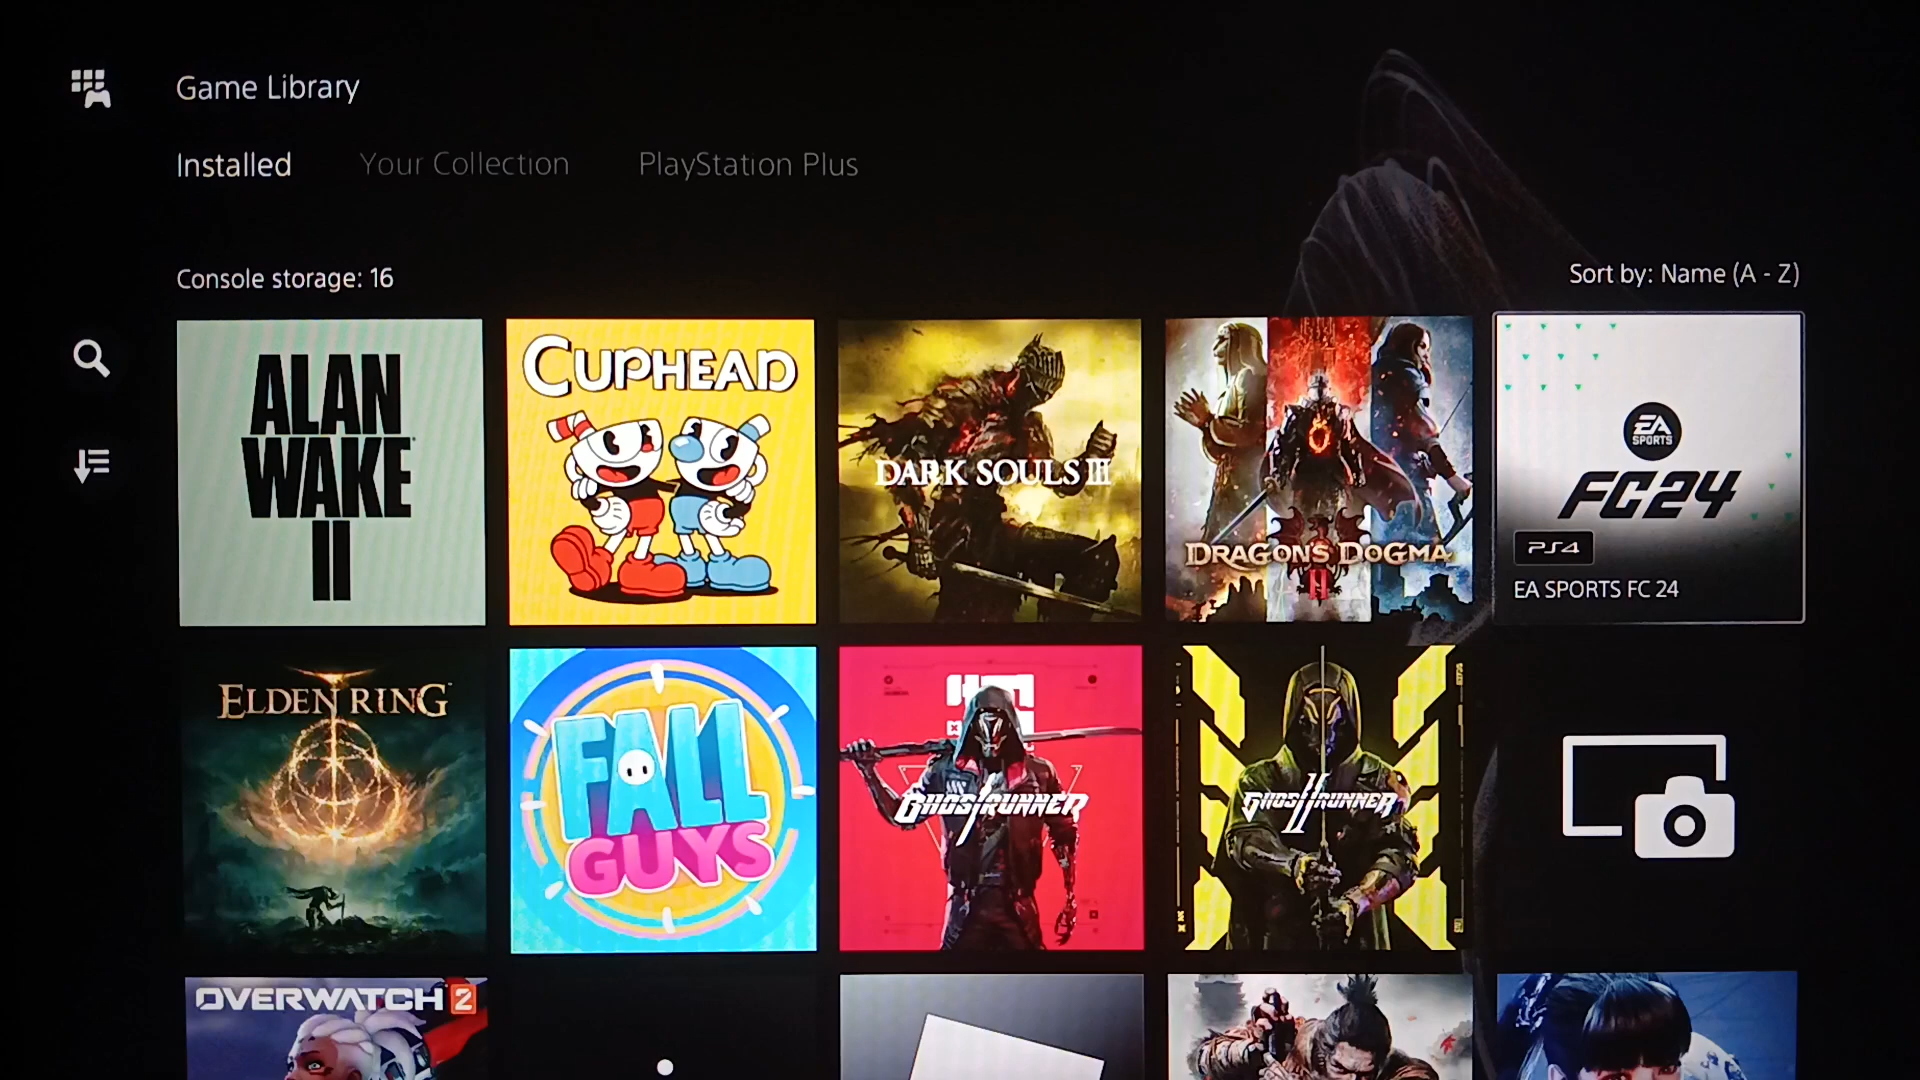 Game Library
Installed
Your Collection
PlayStation Plus
Console storage: 16
Sort by: Name (A - Z)
ALAN
WAKE
II
CUPHEAD
DARK SOULS III
DRAGON'S DOGMA
II
EA
SPORTS
FC24
PS4
EA SPORTS FC 24
ELDEN RING
FALL
GUYS
GHOSTRUNNER
GHOSTRUNNER
II
OVERWATCH 2